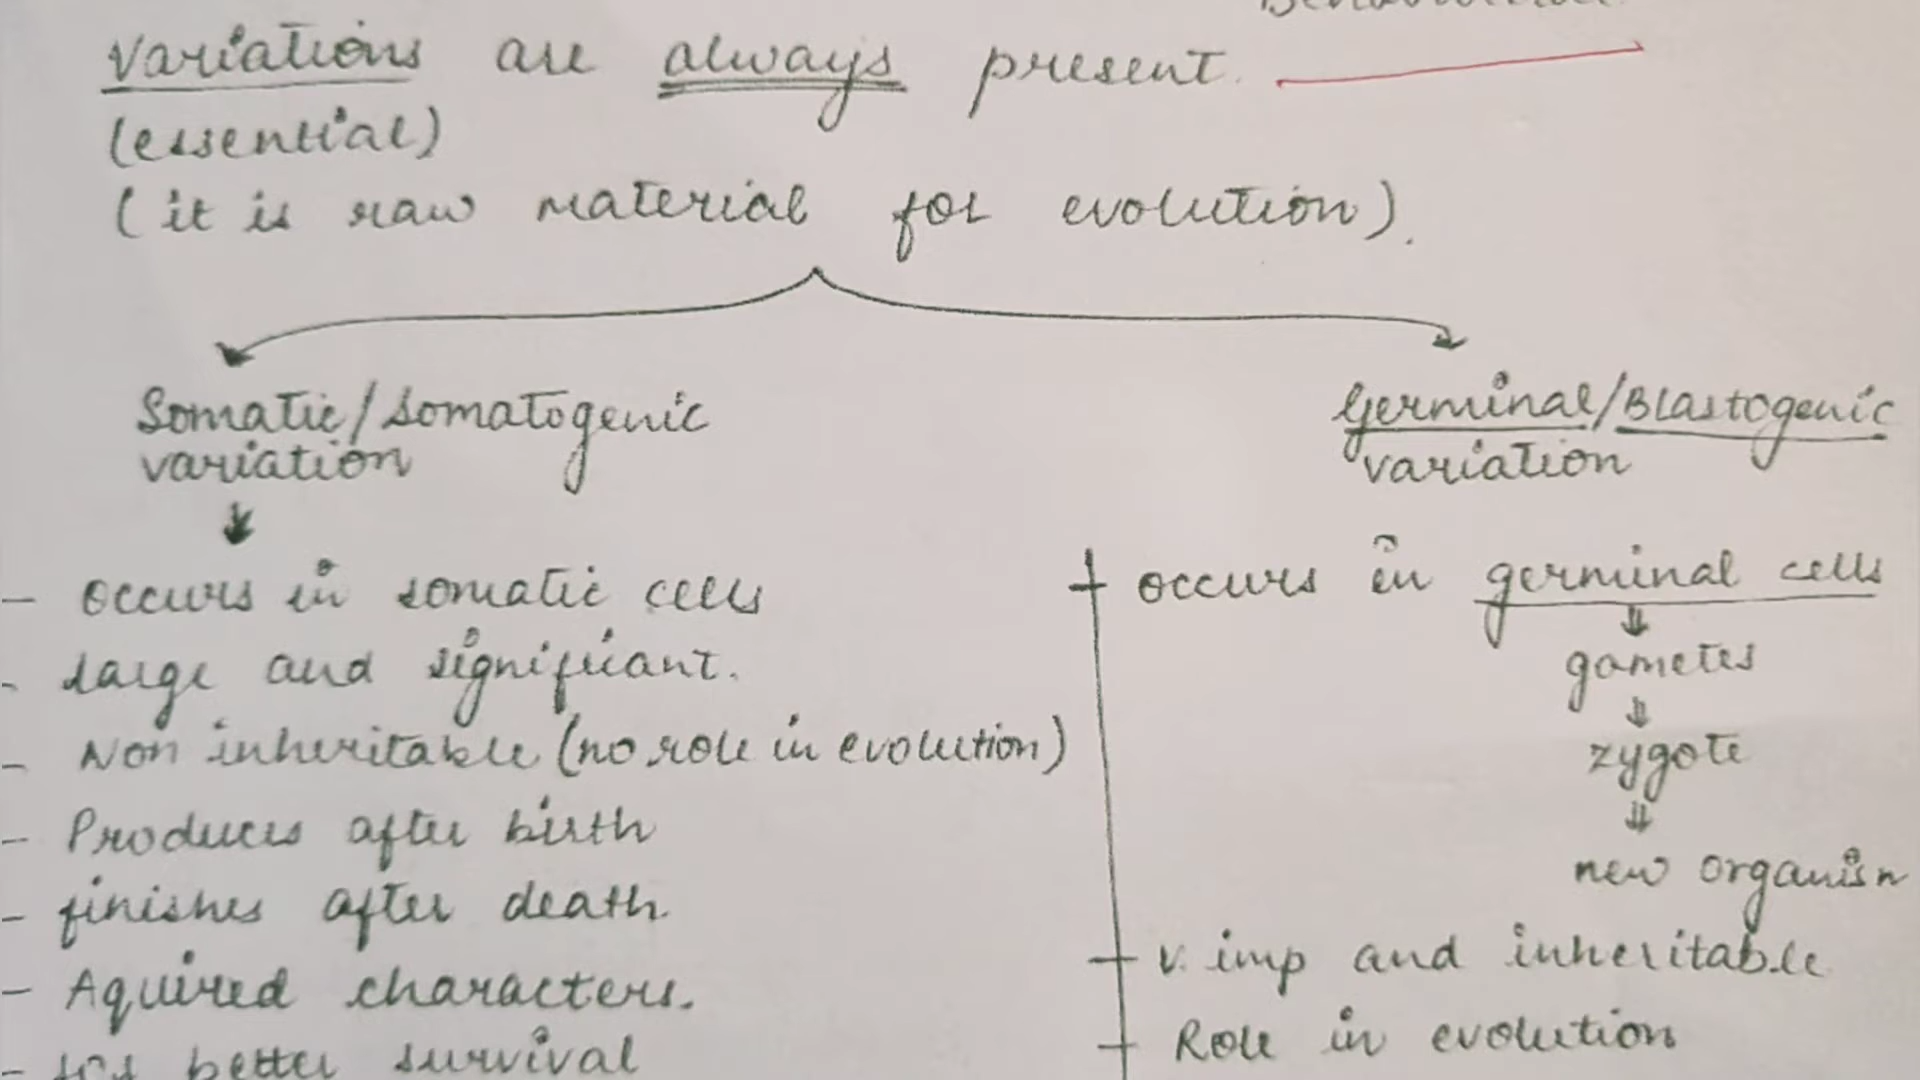 Variations are always present.
(essential)
(it is raw material for evolution).
Somatic/somatogenic
variation
- occurs in somatic cells
- large and significant.
- Non inheritable (no role in evolution)
- Produces after birth
- finishes after death.
- Aquired characters.
- better survival
Germinal/Blastogenic
variation
occurs in germinal cells
gametes
zygote
new organism
v. imp and inheritable
Role in evolution